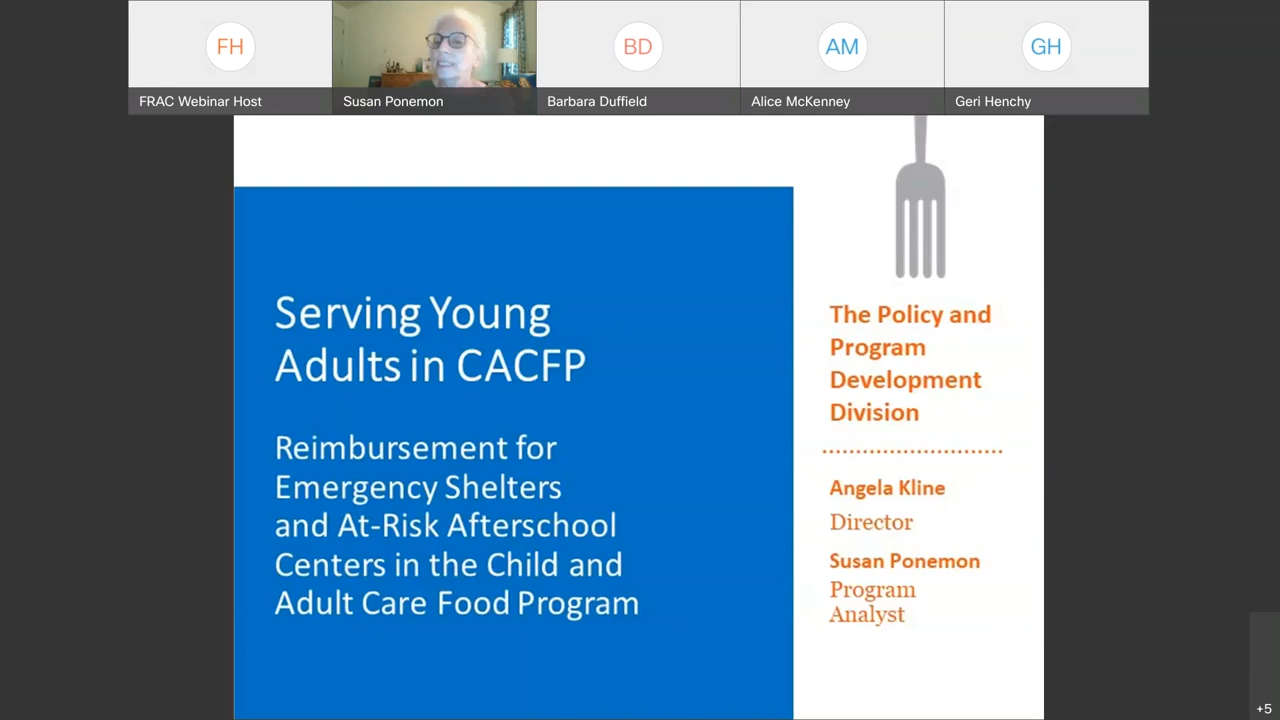 FH
BD
AM
GH
FRAC Webinar Host
Susan Ponemon
Barbara Duffield
Alice McKenney
Geri Henchy
Serving Young
Adults in CACFP
Reimbursement for
Emergency Shelters
and At-Risk Afterschool
Centers in the Child and
Adult Care Food Program
The Policy and
Program
Development
Division
Angela Kline
Director
Susan Ponemon
Program
Analyst
+5